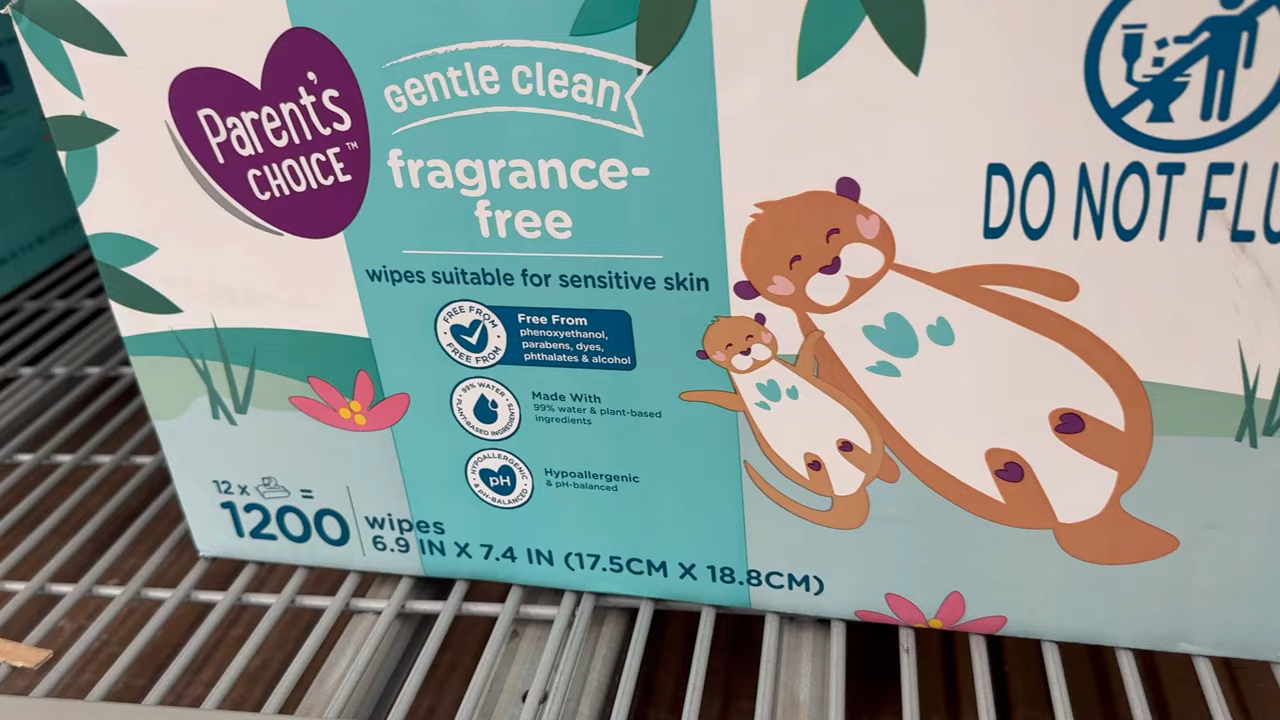 Parent's
CHOICE™
gentle clean
fragrance-
free
wipes suitable for sensitive skin
FREE FROM
FREE FROM
Free From
phenoxyethanol,
parabens, dyes,
phthalates & alcohol
99% WATER
PLANT-BASED INGREDIENTS
Made With
99% water & plant-based
ingredients
HYPOALLERGENIC
& PH-BALANCED
pH
Hypoallergenic
& pH-balanced
12 x =
1200
wipes
6.9 IN X 7.4 IN (17.5CM X 18.8CM)
DO NOT FLU